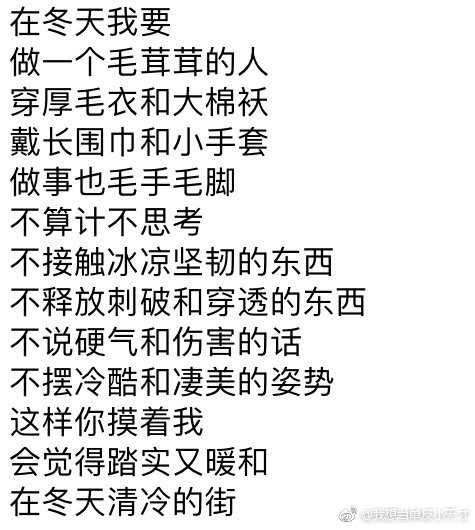 在冬天我要
做一个毛茸茸的人
穿厚毛衣和大棉袄
戴长围巾和小手套
做事也毛手毛脚
不算计不思考
不接触冰凉坚韧的东西
不释放刺破和穿透的东西
不说硬气和伤害的话
不摆冷酷和凄美的姿势
这样你摸着我
会觉得踏实又暖和
在冬天清冷的街